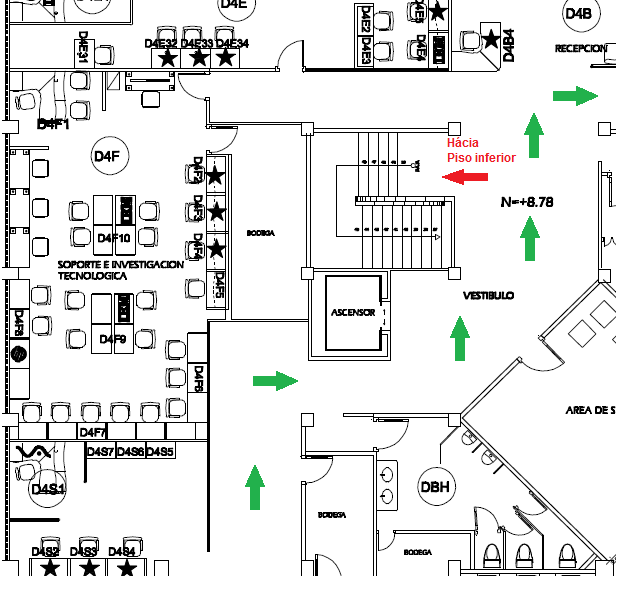 D4E
D4B
D4E2
D4E3
D4E1
D4E4
D4B4
D4E31
D4E32 D4E33 D4E34
RECEPCION
D4F1
D4F
Hácia
Piso inferior
D4F2
D4F3
D4F4
D4F5
D4F10
N=+8.78
BODEGA
SOPORTE E INVESTIGACION
TECNOLOGICA
VESTIBULO
ASCENSOR
D4F8
D4F9
D4F6
AREA DE S
D4F7
D4S7 D4S6 D4S5
D4S1
DBH
BODEGA
D4S2 D4S3 D4S4
BODEGA